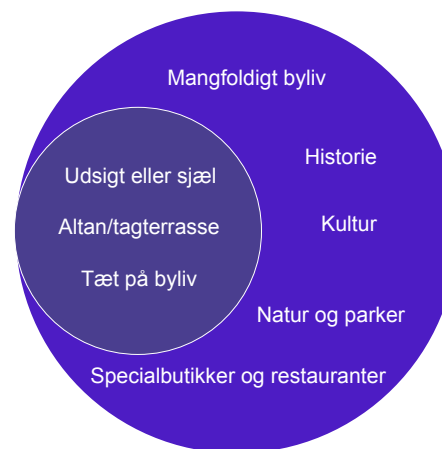 Mangfoldigt byliv
Historie
Udsigt eller sjæl
Altan/tagterrasse
Kultur
Tæt på byliv
Natur og parker
Specialbutikker og restauranter